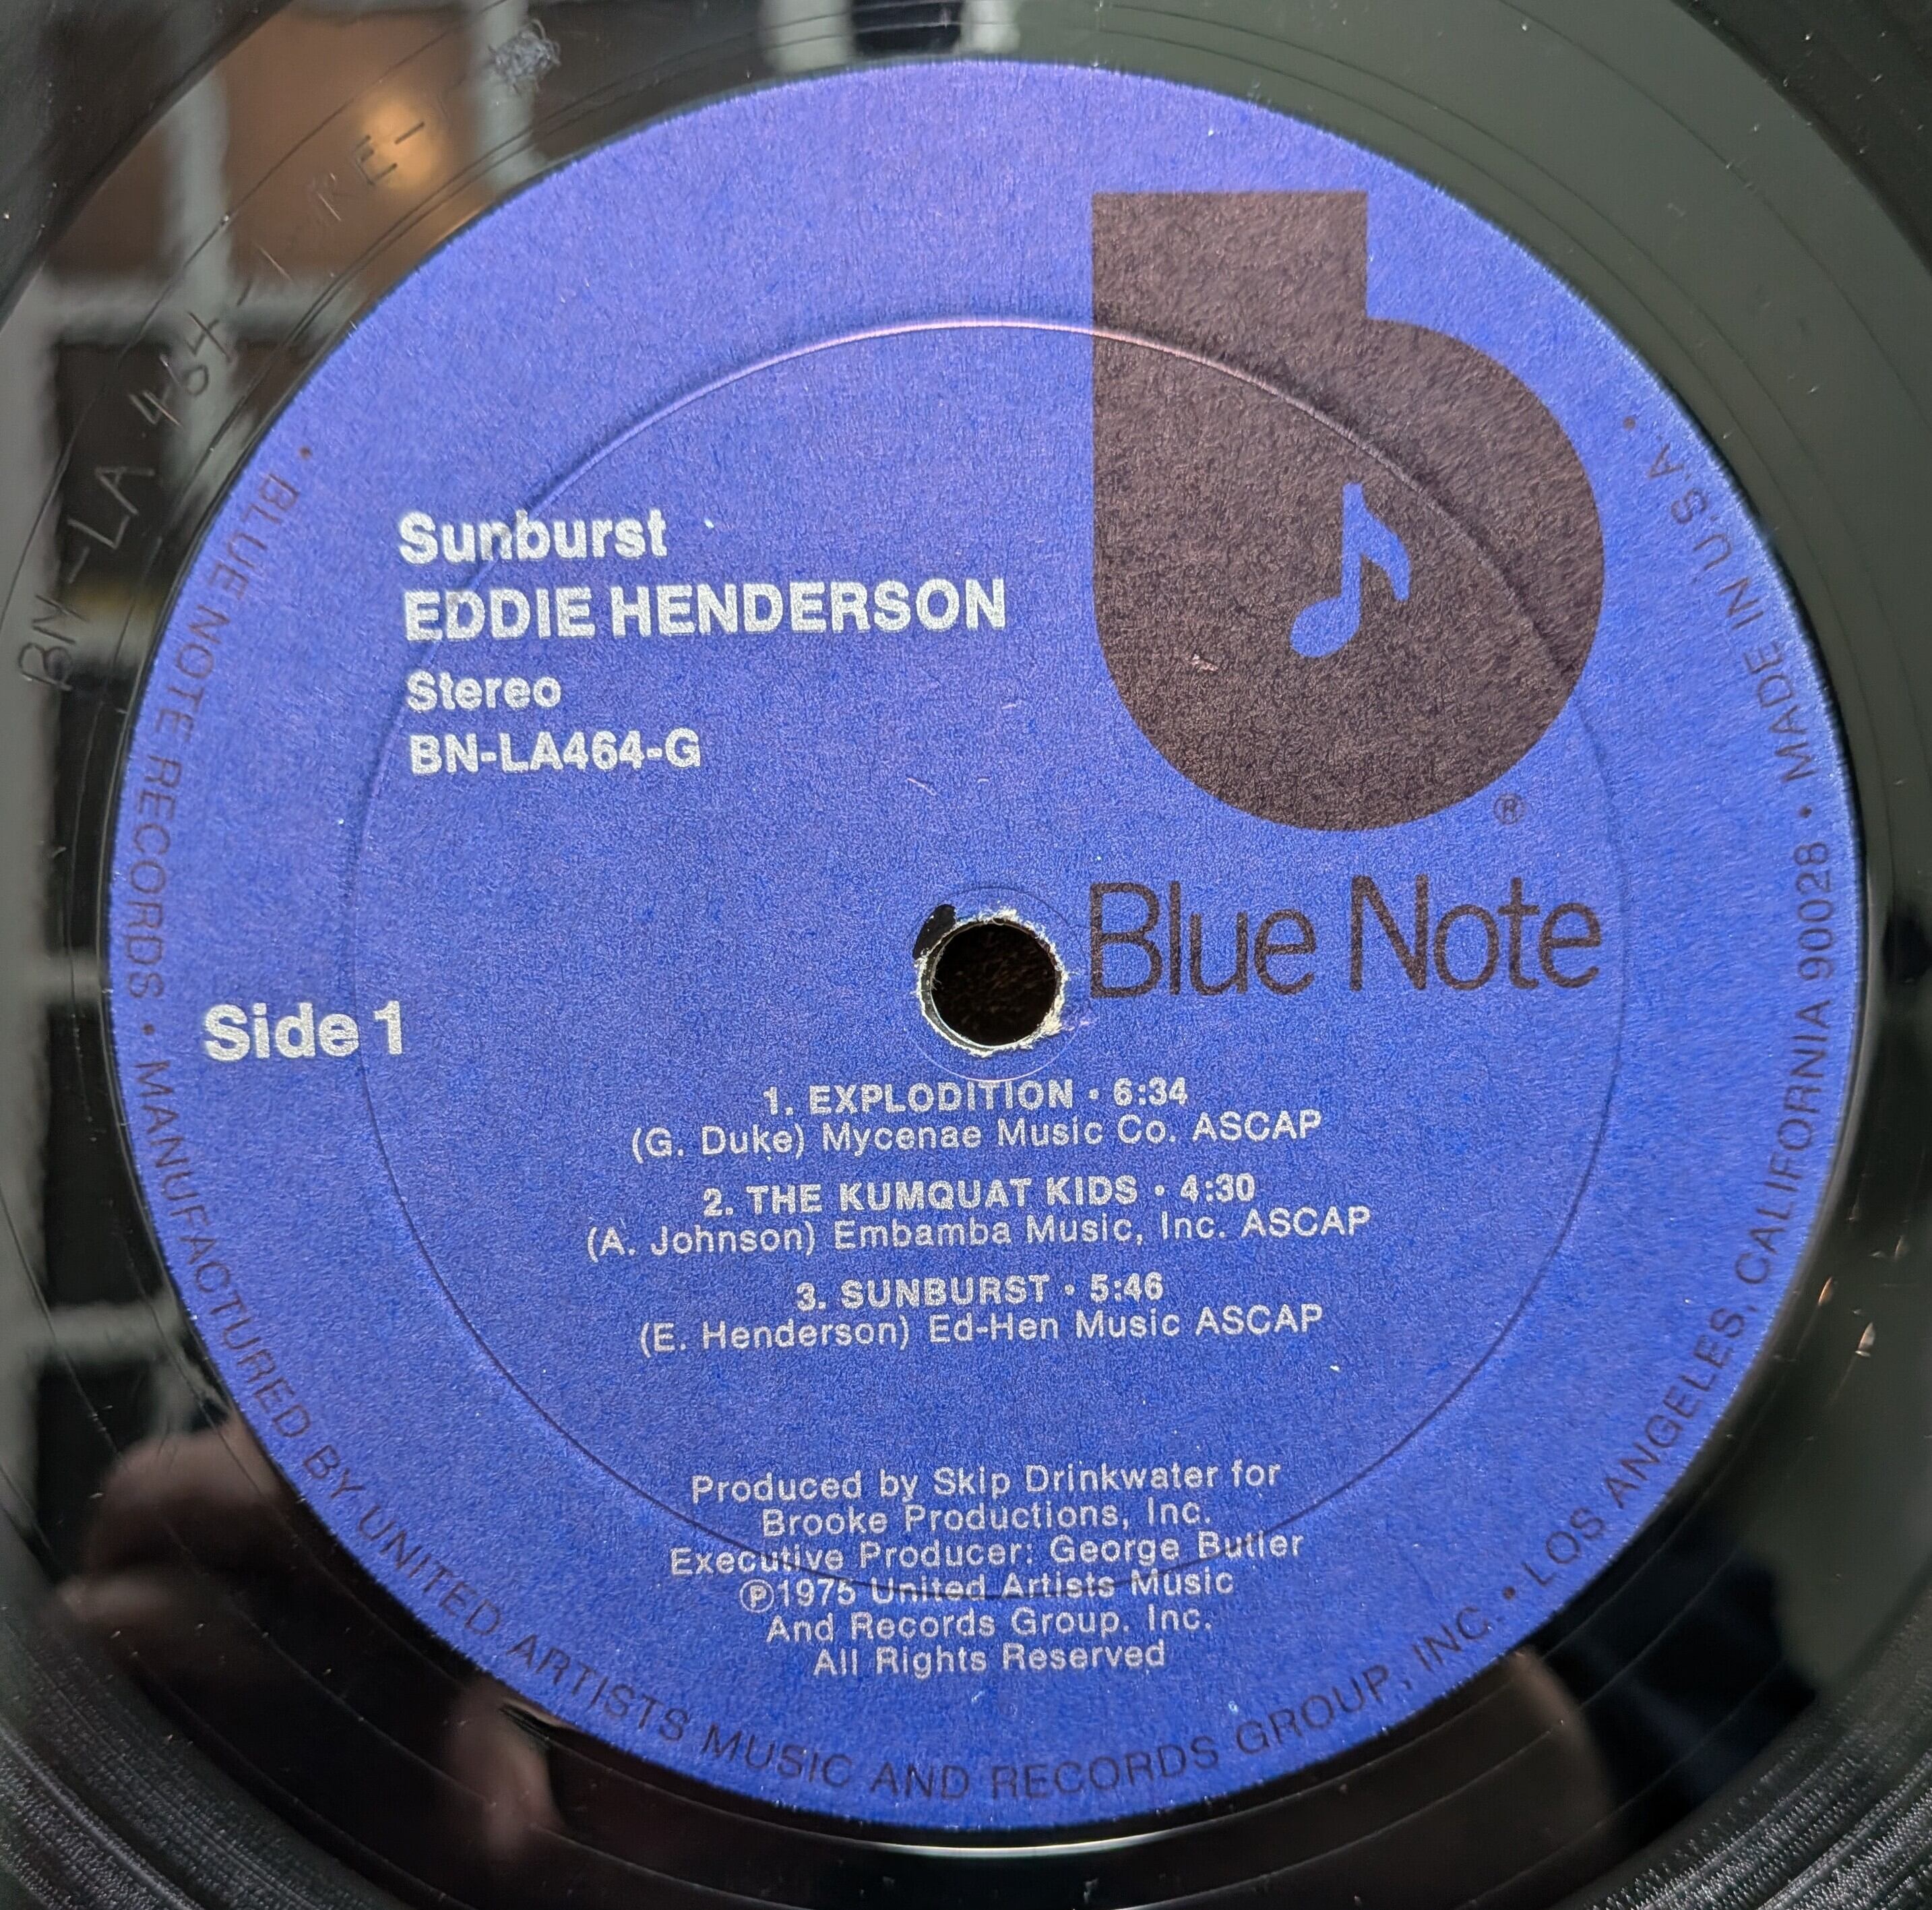 Sunburst
EDDIE HENDERSON
Stereo
BN-LA464-G
®
Blue Note
Side 1
1. EXPLODITION • 6:34
(G. Duke) Mycenae Music Co. ASCAP
2. THE KUMQUAT KIDS • 4:30
(A. Johnson) Embamba Music, Inc. ASCAP
3. SUNBURST • 5:46
(E. Henderson) Ed-Hen Music ASCAP
Produced by Skip Drinkwater for
Brooke Productions, Inc.
Executive Producer: George Butler
℗1975 United Artists Music
And Records Group. Inc.
All Rights Reserved
• BLUE NOTE RECORDS • MANUFACTURED BY UNITED ARTISTS MUSIC AND RECORDS GROUP, INC. • LOS ANGELES, CALIFORNIA 90028 • MADE IN U.S.A •
BN-LA 464